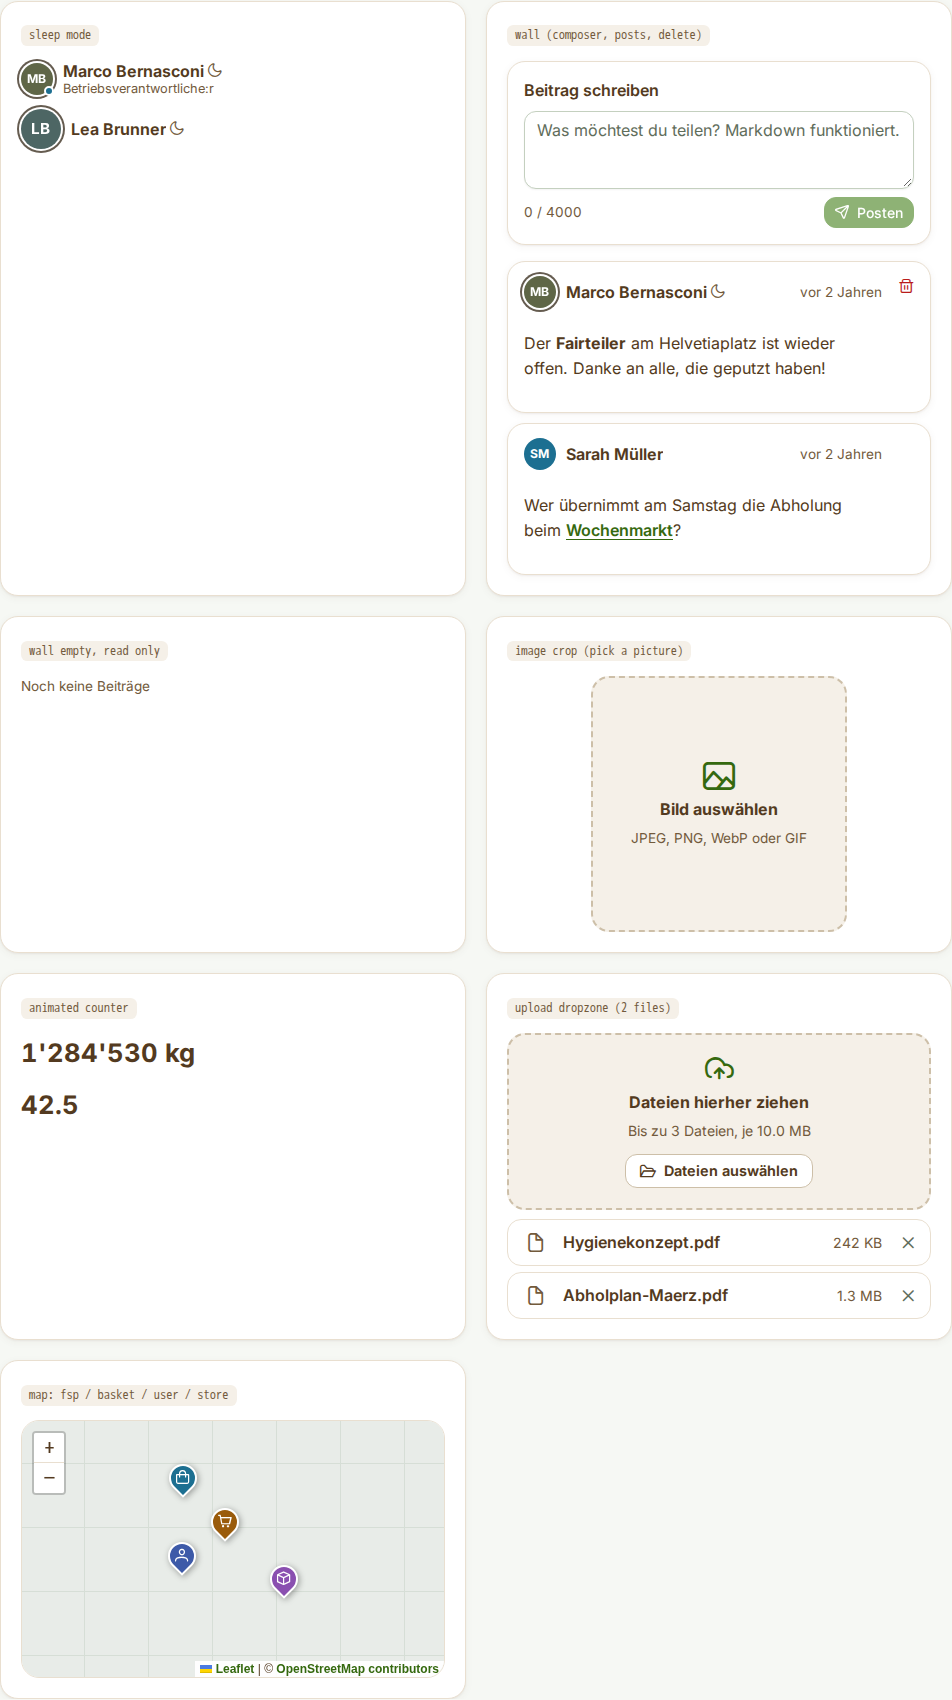 sleep mode
MB
Marco Bernasconi
Betriebsverantwortliche:r
LB
Lea Brunner
wall (composer, posts, delete)
Beitrag schreiben
Was möchtest du teilen? Markdown funktioniert.
0 / 4000
Posten
MB
Marco Bernasconi
vor 2 Jahren
Der Fairteiler am Helvetiaplatz ist wieder
offen. Danke an alle, die geputzt haben!
SM
Sarah Müller
vor 2 Jahren
Wer übernimmt am Samstag die Abholung
beim Wochenmarkt?
wall empty, read only
Noch keine Beiträge
image crop (pick a picture)
Bild auswählen
JPEG, PNG, WebP oder GIF
animated counter
1'284'530 kg
42.5
upload dropzone (2 files)
Dateien hierher ziehen
Bis zu 3 Dateien, je 10.0 MB
Dateien auswählen
Hygienekonzept.pdf
242 KB
Abholplan-Maerz.pdf
1.3 MB
map: fsp / basket / user / store
+
−
Leaflet | © OpenStreetMap contributors